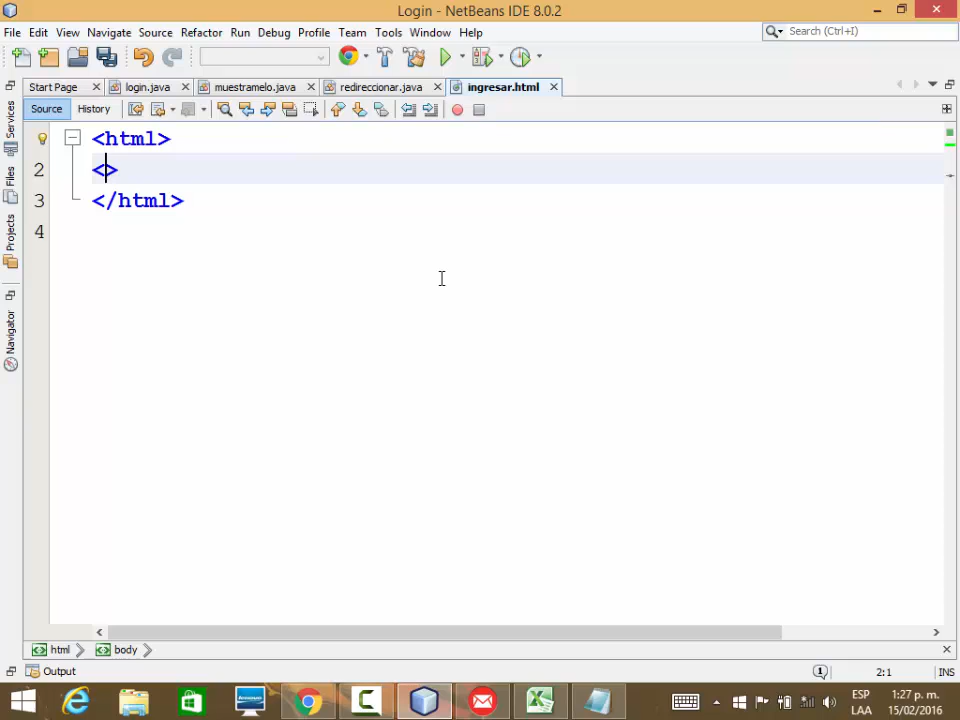 Login - NetBeans IDE 8.0.2
File Edit View Navigate Source Refactor Run Debug Profile Team Tools Window Help
Search (Ctrl+I)
Start Page login.java muestramelo.java redireccionar.java ingresar.html
Source History
Services
Files
Projects
Navigator
<html>
2 <>
3 </html>
4
html body
Output
1 2:1 INS
ESP
LAA
1:27 p. m.
15/02/2016